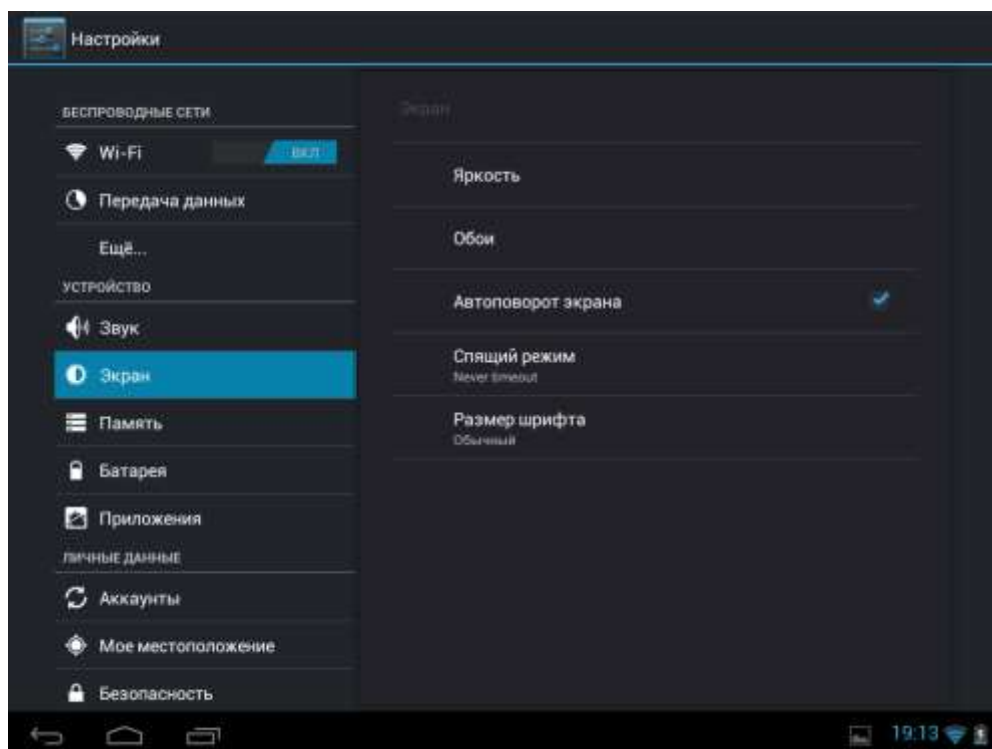 Настройки
БЕСПРОВОДНЫЕ СЕТИ
Wi-Fi
ВКЛ
Передача данных
Ещё...
УСТРОЙСТВО
Звук
Экран
Память
Батарея
Приложения
ЛИЧНЫЕ ДАННЫЕ
Аккаунты
Мое местоположение
Безопасность
Экран
Яркость
Обои
Автоповорот экрана
Спящий режим
Never timeout
Размер шрифта
Обычный
19:13